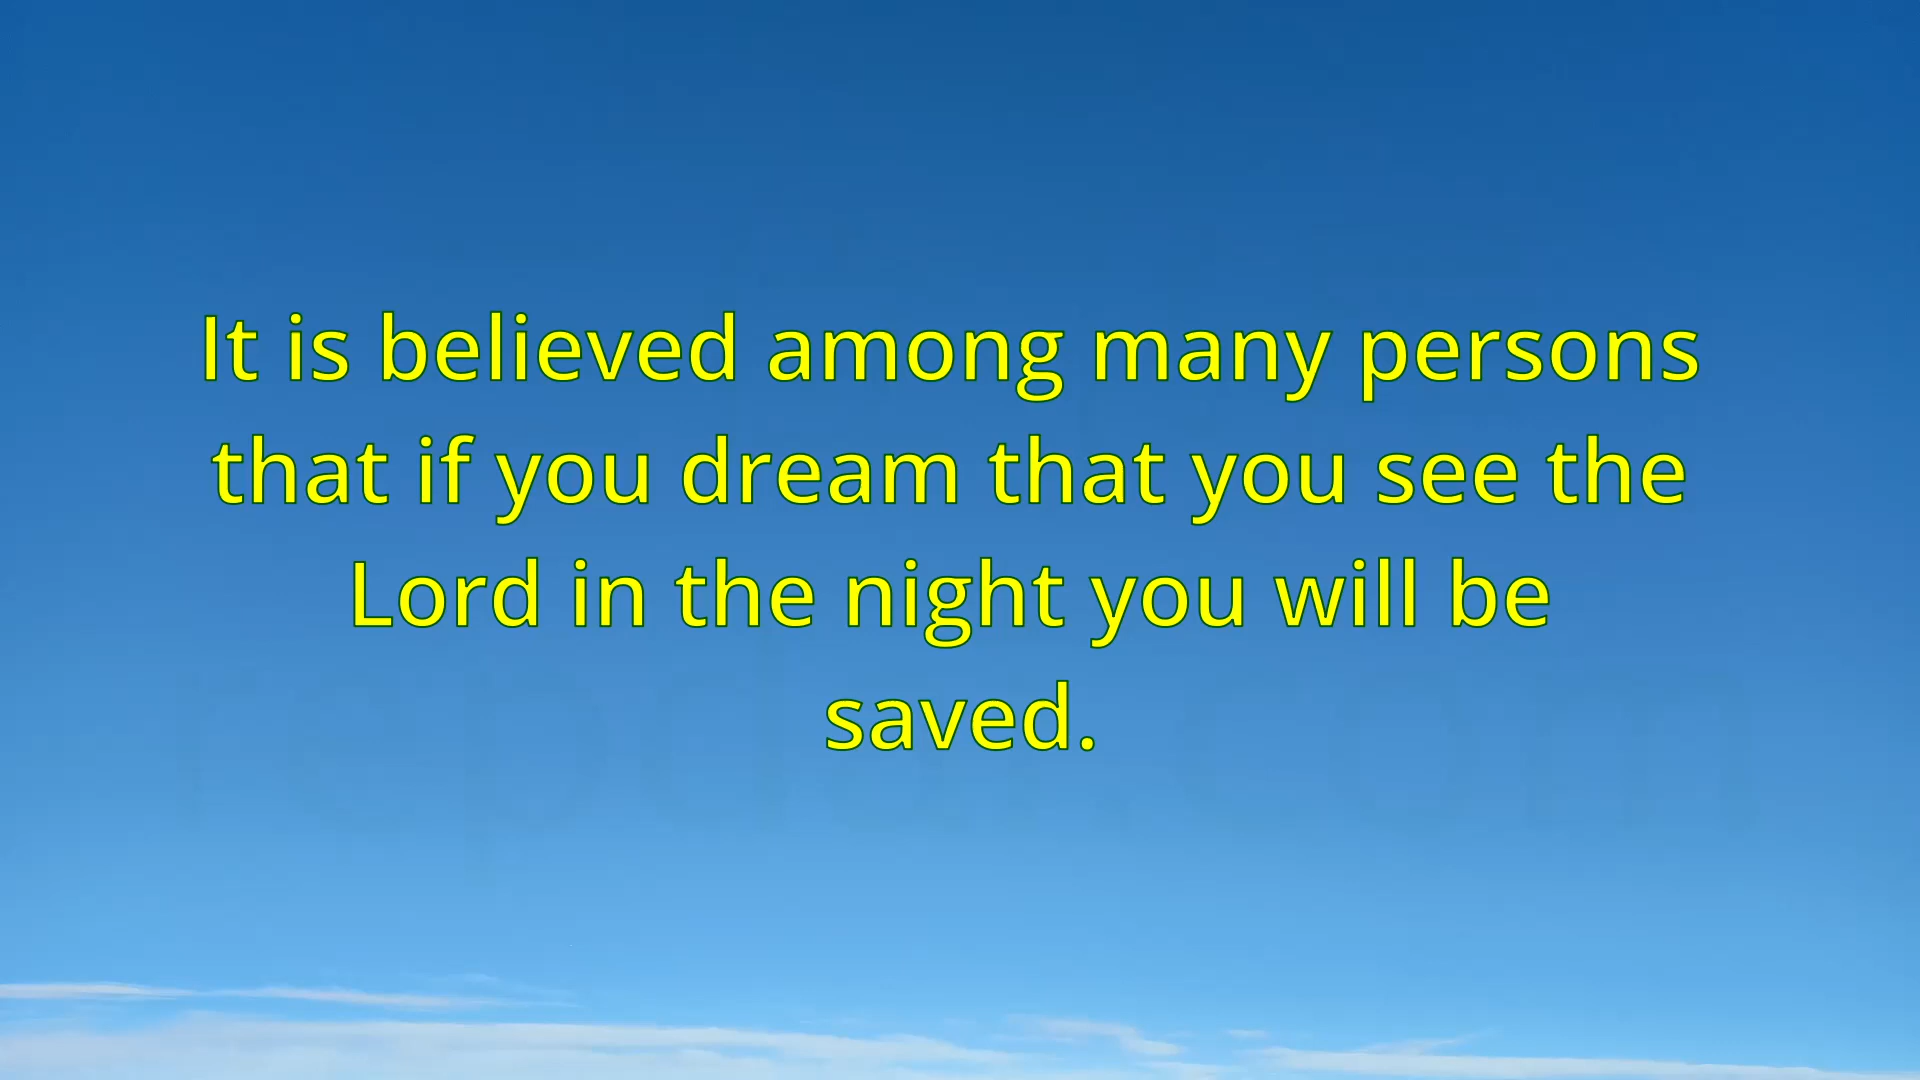 It is believed among many persons
that if you dream that you see the
Lord in the night you will be
saved.